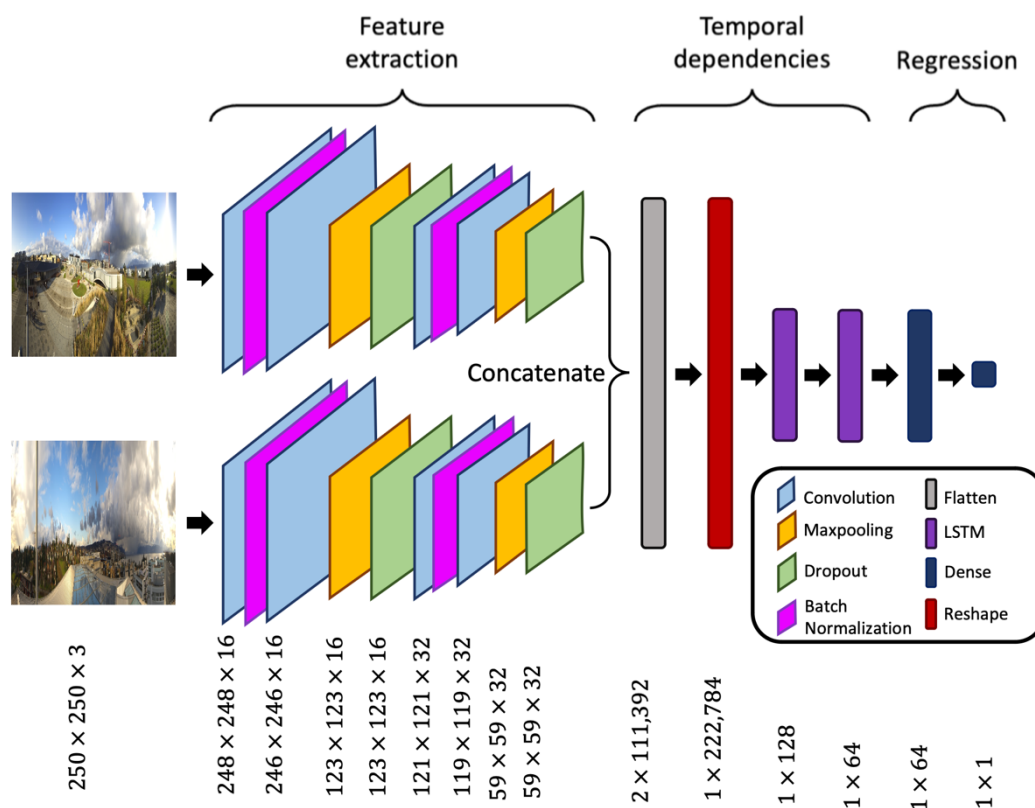 Feature
extraction
Temporal
dependencies
Regression
Concatenate
Convolution
Maxpooling
Dropout
Batch
Normalization
Flatten
LSTM
Dense
Reshape
250 × 250 × 3
248 × 248 × 16
246 × 246 × 16
123 × 123 × 16
123 × 123 × 16
121 × 121 × 32
119 × 119 × 32
59 × 59 × 32
59 × 59 × 32
2 × 111,392
1 × 222,784
1 × 128
1 × 64
1 × 64
1 × 1